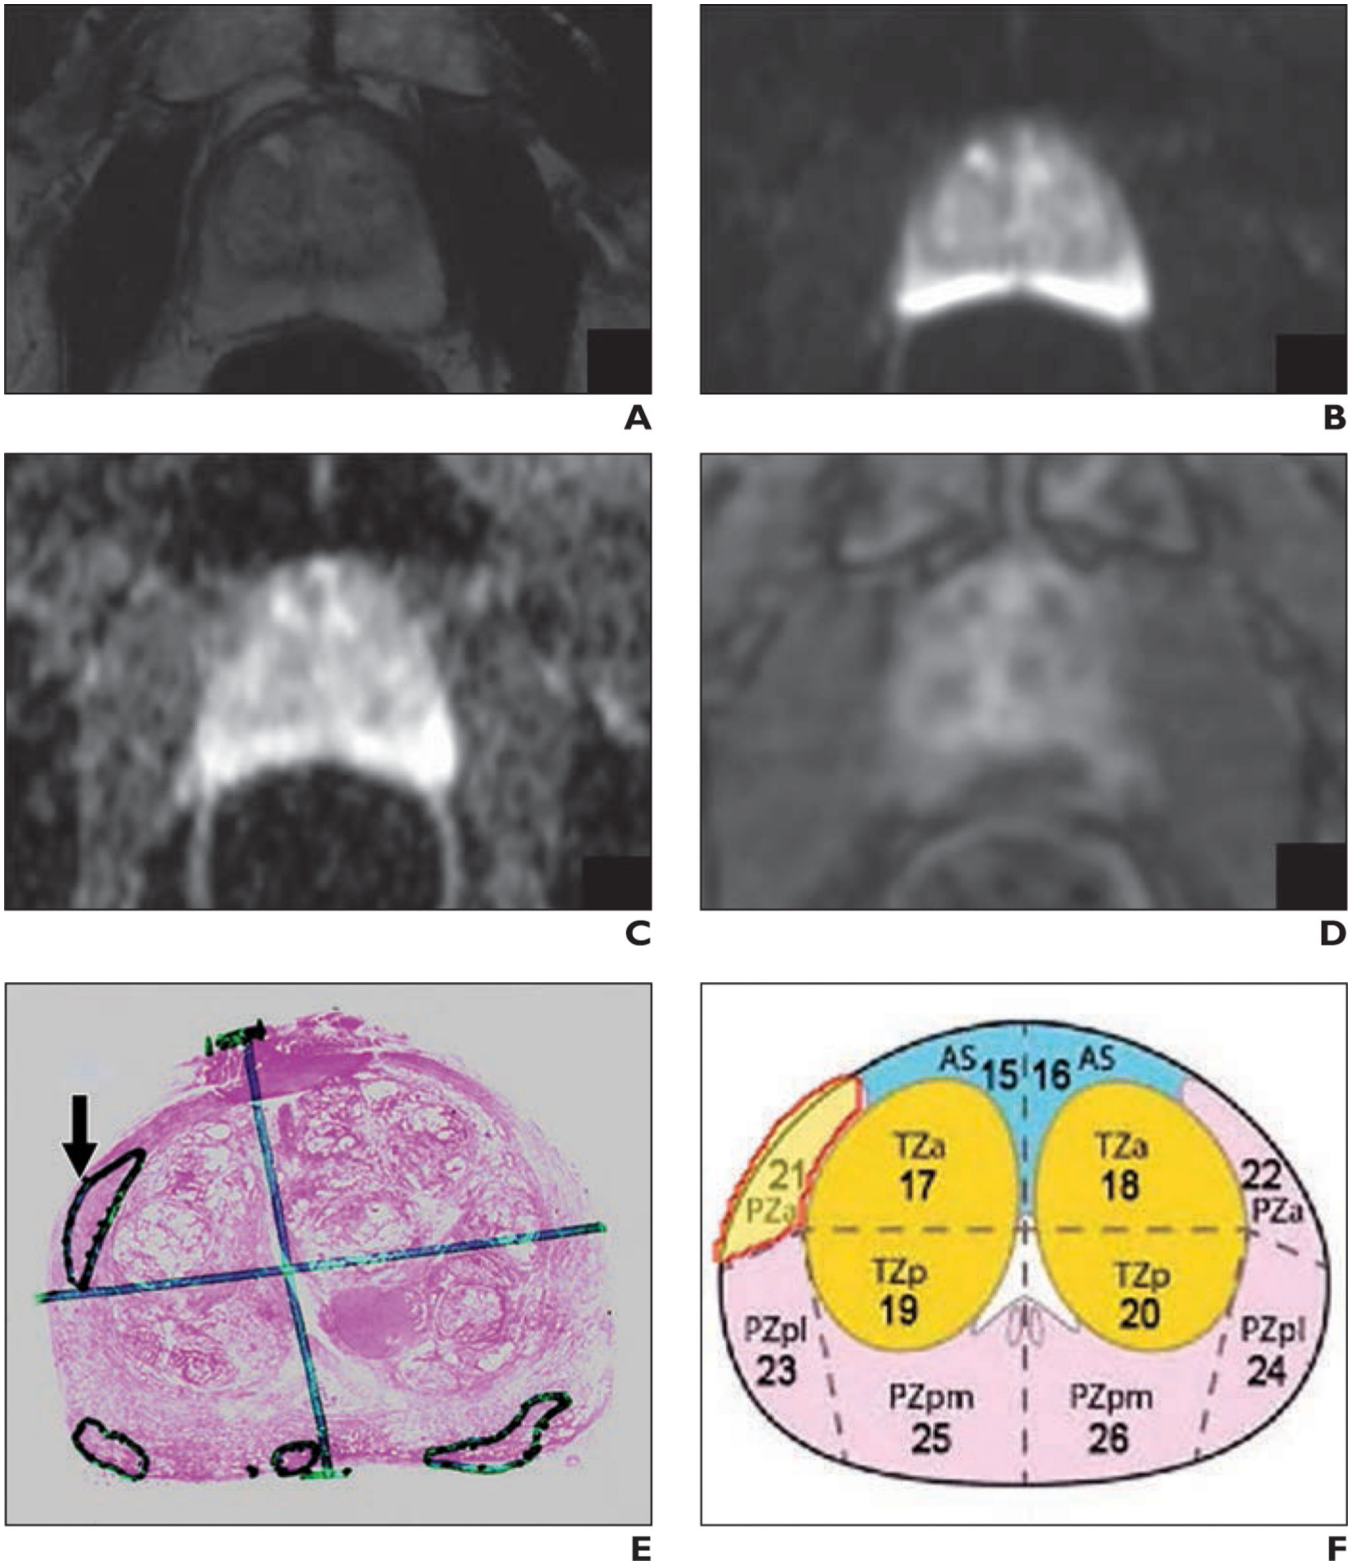 A
B
C
D
E
AS 15 16 AS
TZa 17
TZa 18
21 PZa
22 PZa
TZp 19
TZp 20
PZpl 23
PZpl 24
PZpm 25
PZpm 26
F